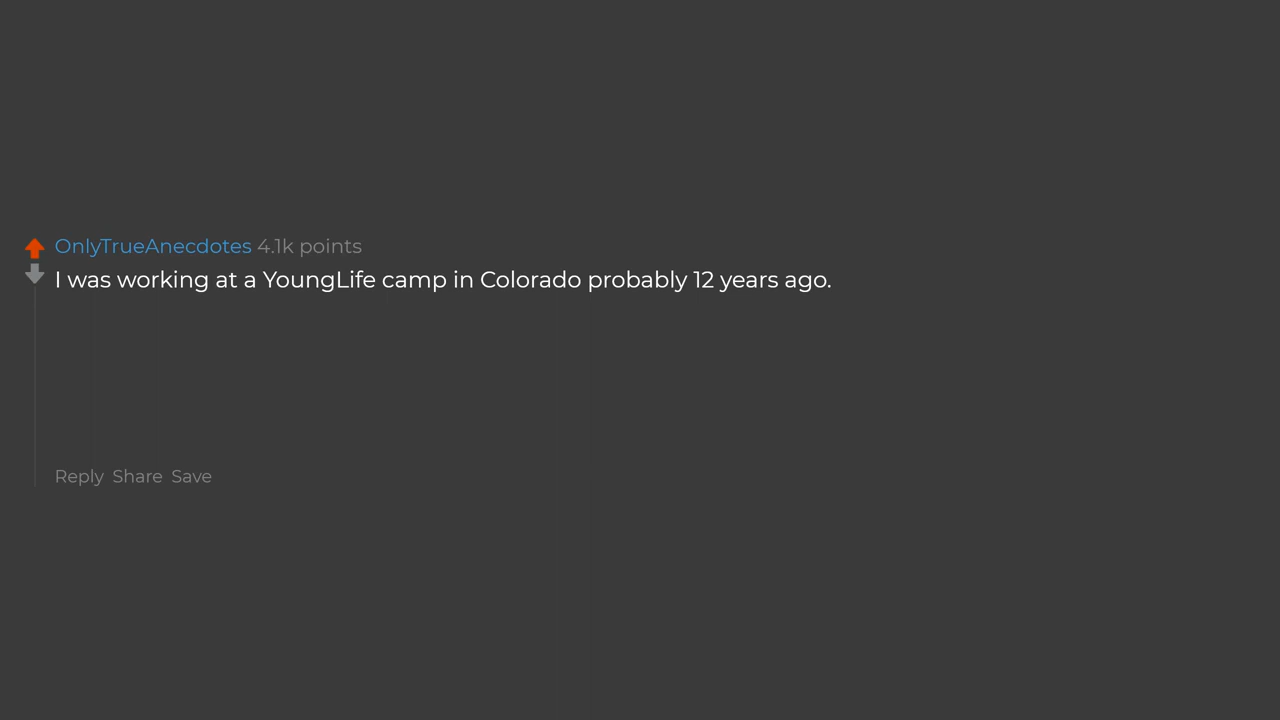 OnlyTrueAnecdotes 4.1k points
I was working at a YoungLife camp in Colorado probably 12 years ago.
Reply Share Save